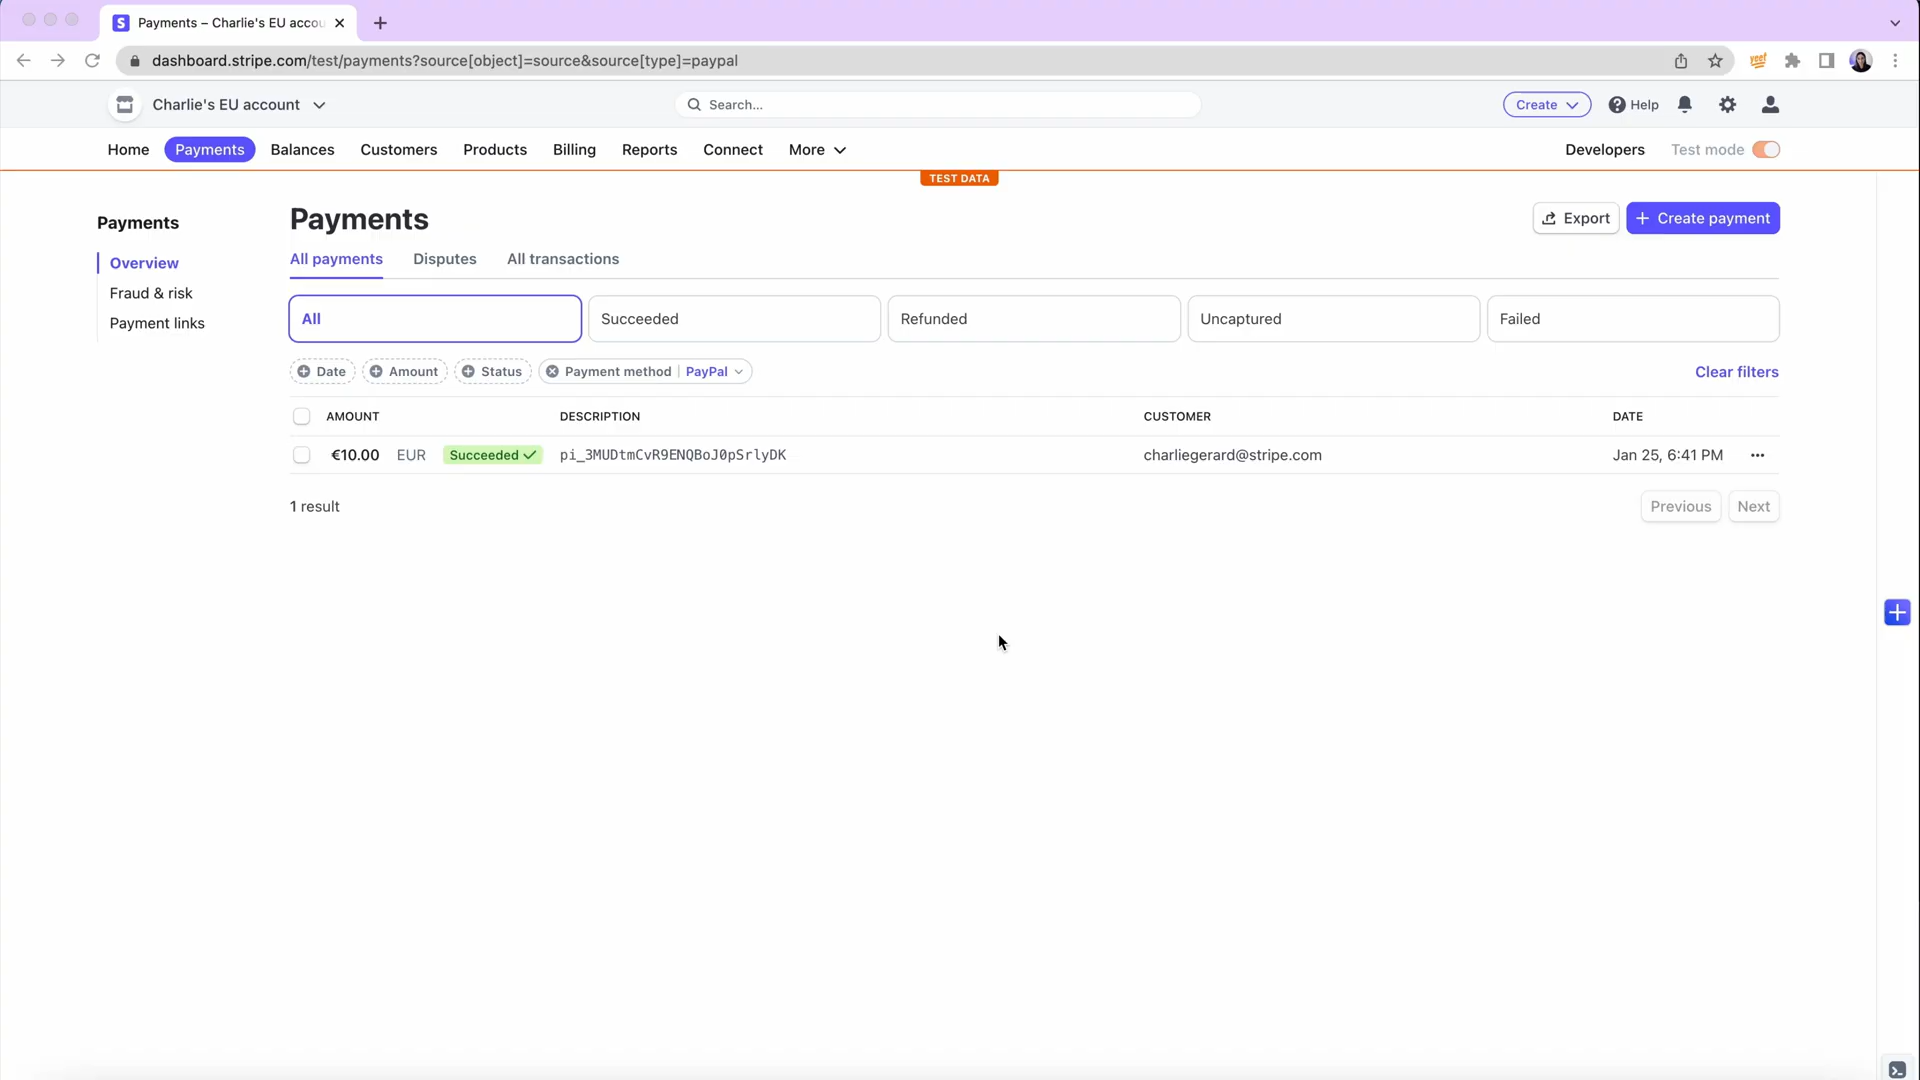 Payments – Charlie's EU accou
dashboard.stripe.com/test/payments?source[object]=source&source[type]=paypal
yeet
Charlie's EU account
Search...
Create
Help
Home
Payments
Balances
Customers
Products
Billing
Reports
Connect
More
Developers
Test mode
TEST DATA
Payments
Overview
Fraud & risk
Payment links
Payments
Export
Create payment
All payments
Disputes
All transactions
All
Succeeded
Refunded
Uncaptured
Failed
Date
Amount
Status
Payment method
PayPal
Clear filters
AMOUNT
DESCRIPTION
CUSTOMER
DATE
€10.00 EUR Succeeded pi_3MUDtmCvR9ENQBoJ0pSrlyDK charliegerard@stripe.com Jan 25, 6:41 PM
1 result
Previous
Next